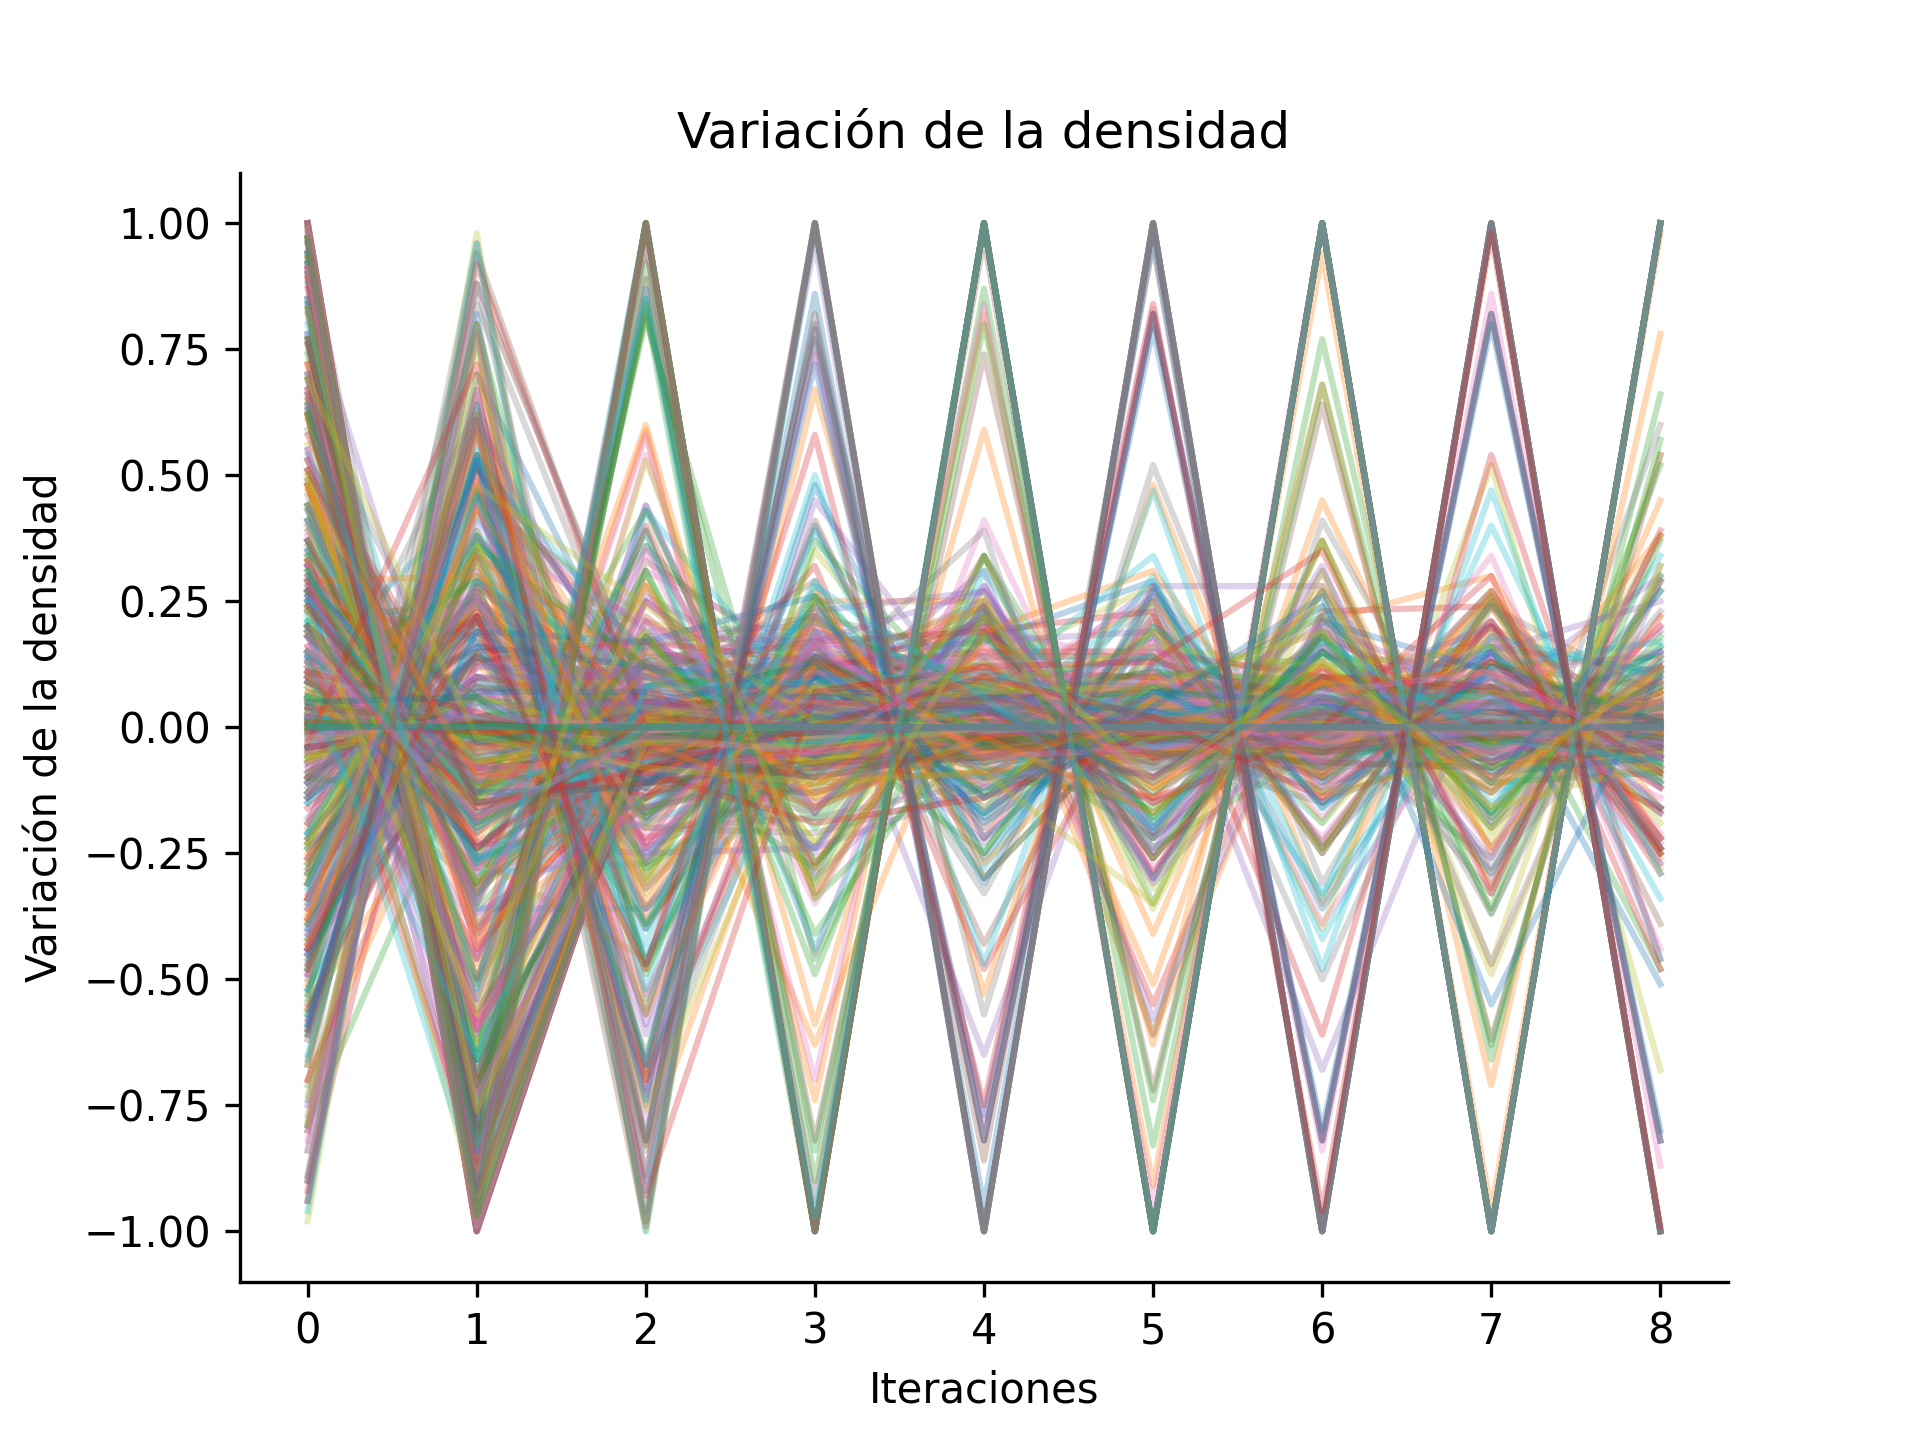 Variación de la densidad
Variación de la densidad
1.00
0.75
0.50
0.25
0.00
−0.25
−0.50
−0.75
−1.00
0 1 2 3 4 5 6 7 8
Iteraciones